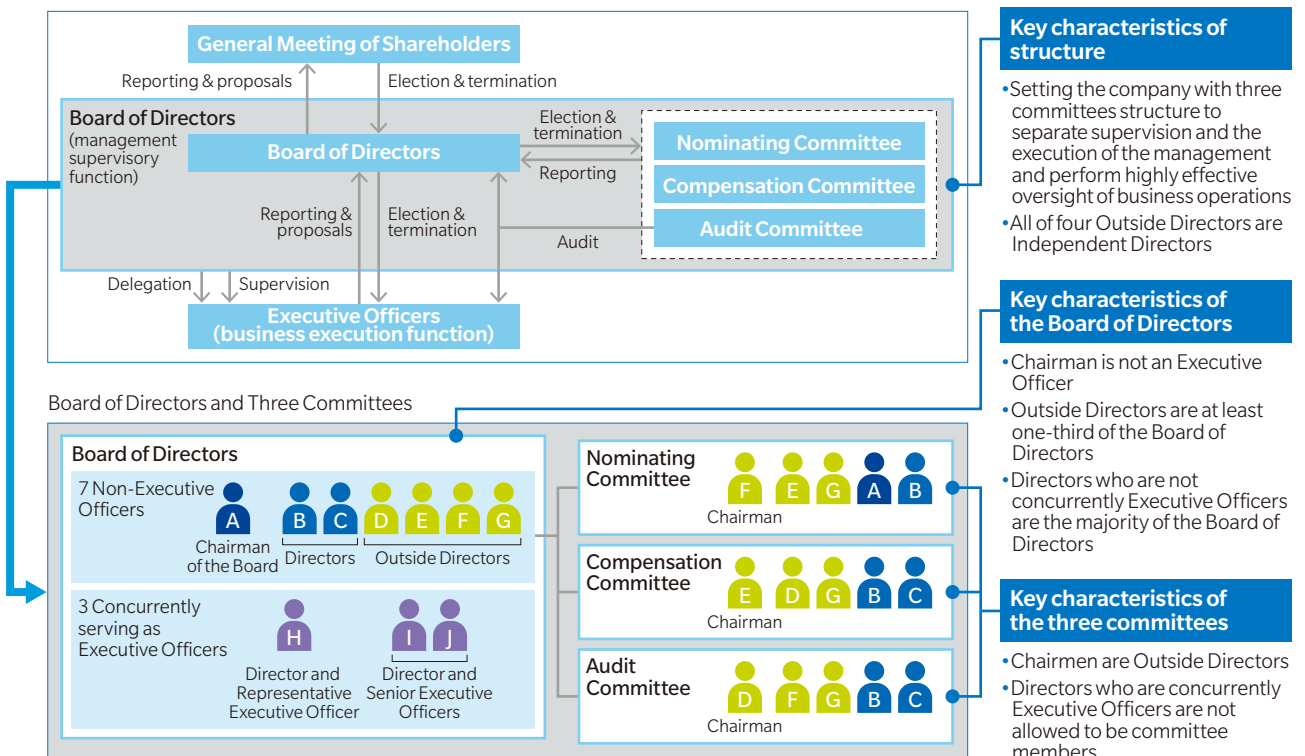 General Meeting of Shareholders
Reporting & proposals
Election & termination
Board of Directors
(management
supervisory
function)
Board of Directors
Election &
termination
Reporting
Nominating Committee
Compensation Committee
Audit Committee
Reporting &
proposals
Election &
termination
Audit
Delegation
Supervision
Executive Officers
(business execution function)
Key characteristics of
structure
•Setting the company with three
committees structure to
separate supervision and the
execution of the management
and perform highly effective
oversight of business operations
•All of four Outside Directors are
Independent Directors
Key characteristics of
the Board of Directors
•Chairman is not an Executive
Officer
•Outside Directors are at least
one-third of the Board of
Directors
•Directors who are not
concurrently Executive Officers
are the majority of the Board of
Directors
Key characteristics of
the three committees
•Chairmen are Outside Directors
•Directors who are concurrently
Executive Officers are not
allowed to be committee
members
Board of Directors and Three Committees
Board of Directors
7 Non-Executive
Officers
A B C D E F G
Chairman
of the Board
Directors
Outside Directors
3 Concurrently
serving as
Executive Officers
H I J
Director and
Representative
Executive Officer
Director and
Senior Executive
Officers
Nominating
Committee
F E G A B
Chairman
Compensation
Committee
E D G B C
Chairman
Audit
Committee
D F G B C
Chairman